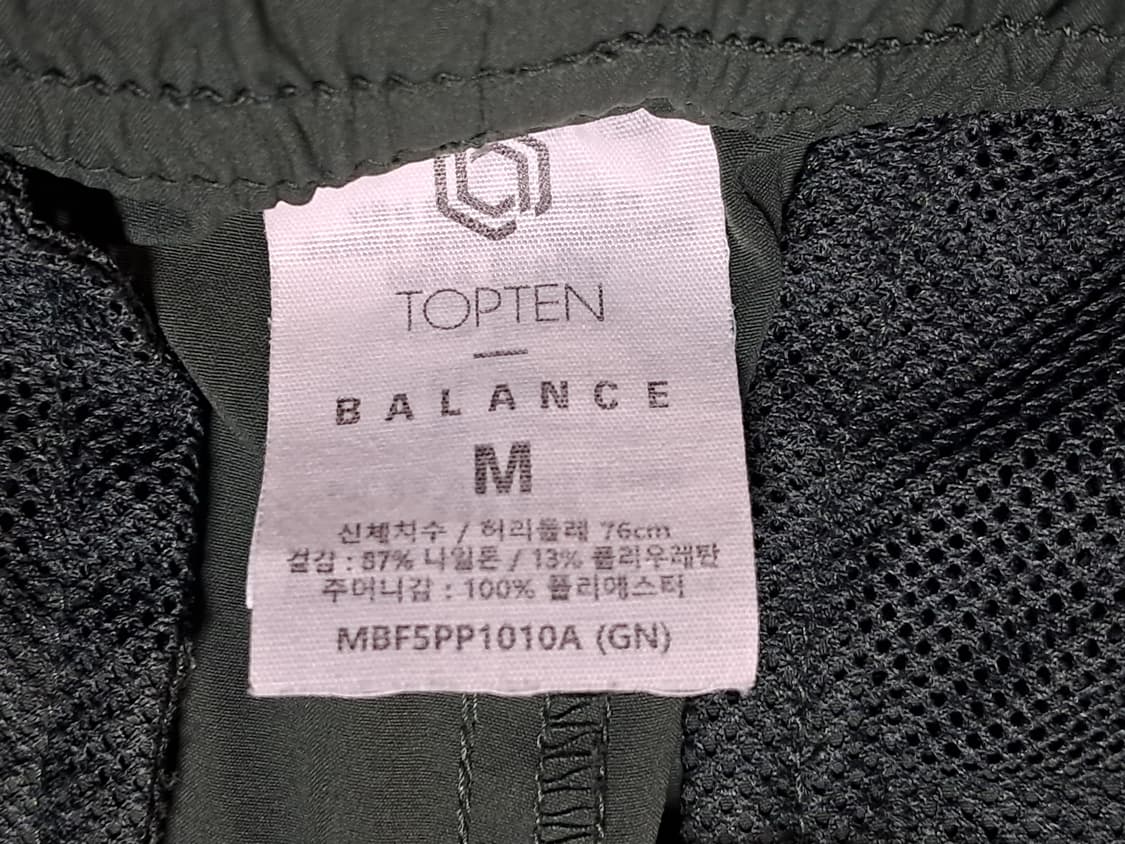 TOPTEN
BALANCE
M
신체치수 / 허리둘레 76cm
겉감 : 87% 나일론 / 13% 폴리우레탄
주머니감 : 100% 폴리에스터
MBF5PP1010A (GN)